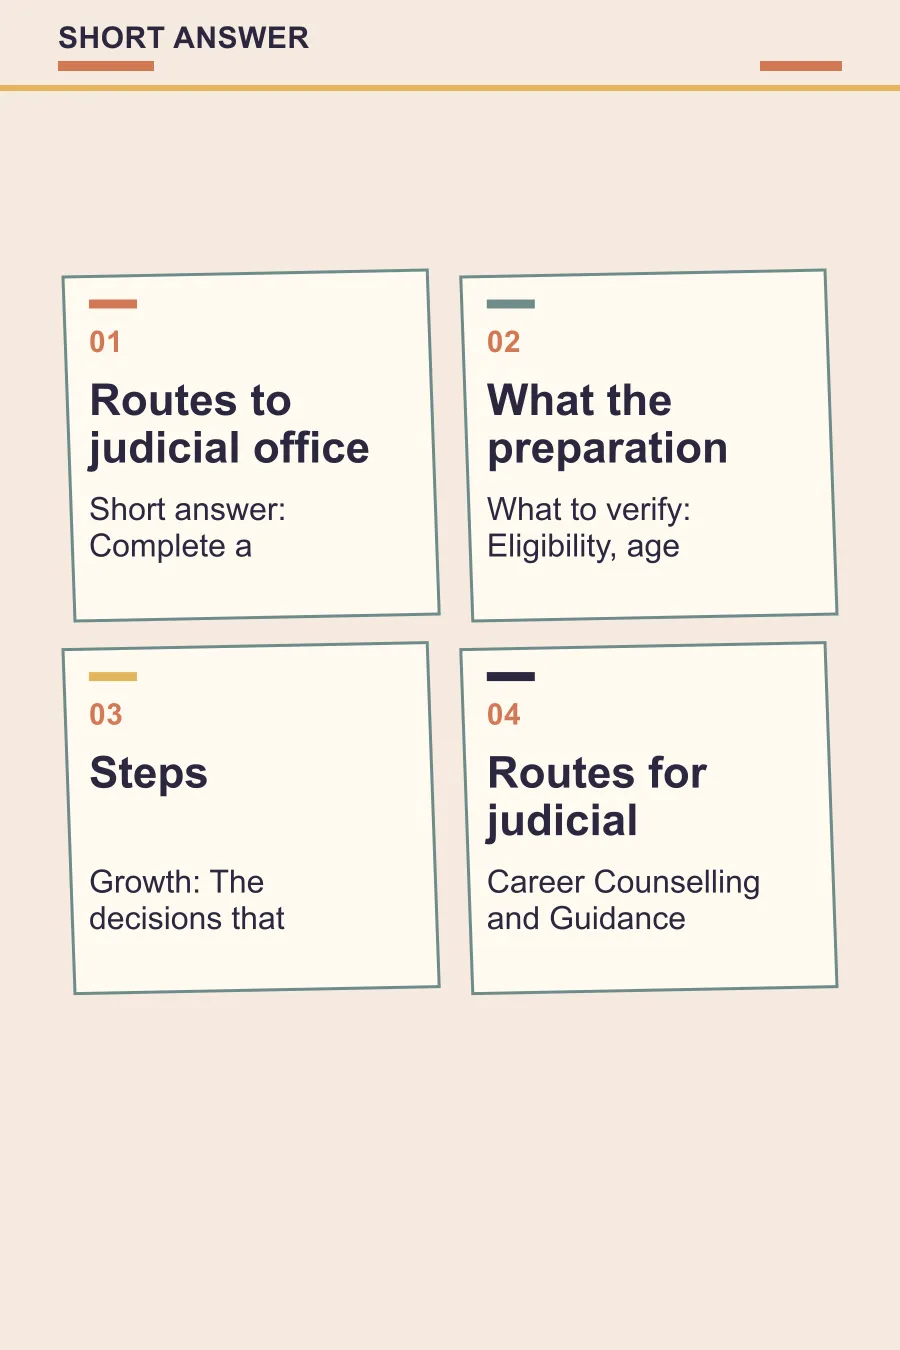 SHORT ANSWER
01
Routes to
judicial office
Short answer:
Complete a
02
What the
preparation
What to verify:
Eligibility, age
03
Steps
Growth: The
decisions that
04
Routes for
judicial
Career Counselling
and Guidance